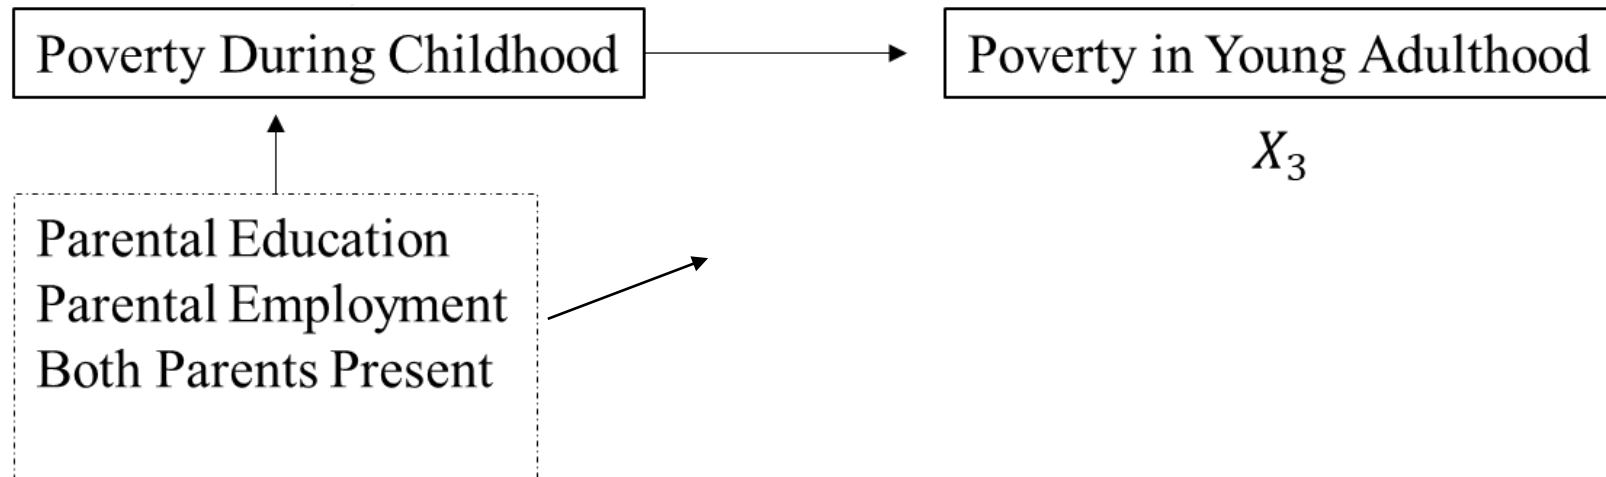 Poverty During Childhood
Poverty in Young Adulthood
X₃
Parental Education
Parental Employment
Both Parents Present